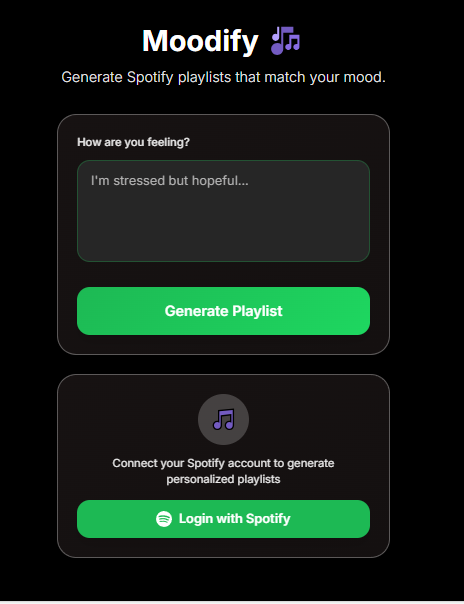 Moodify
Generate Spotify playlists that match your mood.
How are you feeling?
I'm stressed but hopeful...
Generate Playlist
Connect your Spotify account to generate
personalized playlists
Login with Spotify